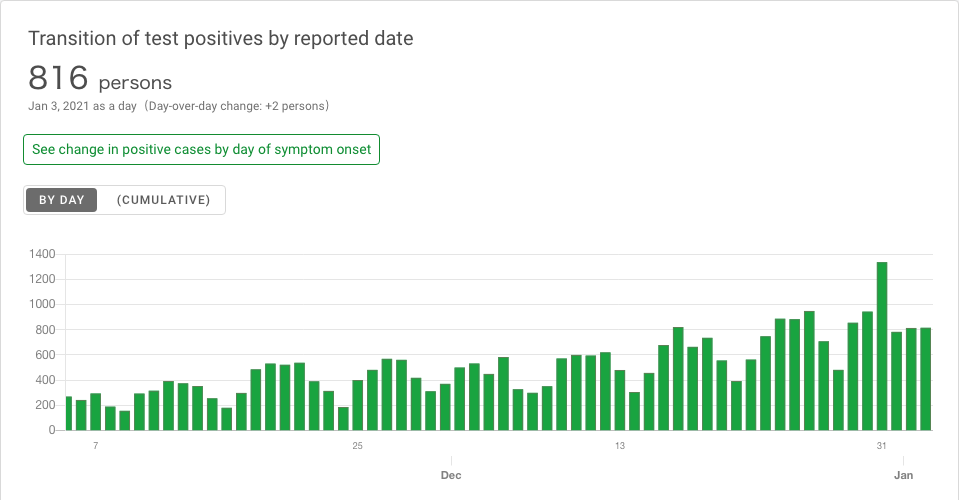 Transition of test positives by reported date
816 persons
Jan 3, 2021 as a day（Day-over-day change: +2 persons）
See change in positive cases by day of symptom onset
BY DAY (CUMULATIVE)
1400
1200
1000
800
600
400
200
0
7 25 13 31
Dec Jan